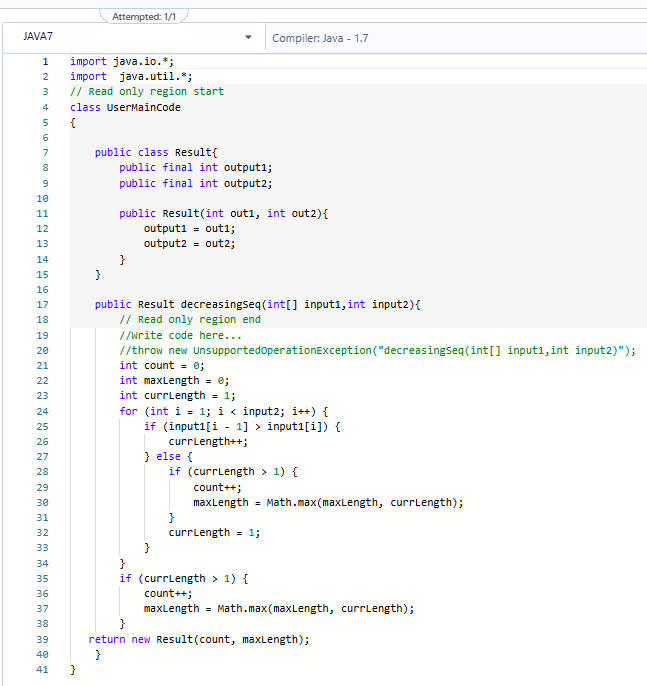 Attempted: 1/1
JAVA7
Compiler: Java - 1.7
1 import java.io.*;
2 import  java.util.*;
3 // Read only region start
4 class UserMainCode
5 {
6
7     public class Result{
8         public final int output1;
9         public final int output2;
10
11         public Result(int out1, int out2){
12             output1 = out1;
13             output2 = out2;
14         }
15     }
16
17     public Result decreasingSeq(int[] input1,int input2){
18         // Read only region end
19         //Write code here...
20         //throw new UnsupportedOperationException("decreasingSeq(int[] input1,int input2)");
21         int count = 0;
22         int maxLength = 0;
23         int currLength = 1;
24         for (int i = 1; i < input2; i++) {
25             if (input1[i - 1] > input1[i]) {
26                 currLength++;
27             } else {
28                 if (currLength > 1) {
29                     count++;
30                     maxLength = Math.max(maxLength, currLength);
31                 }
32                 currLength = 1;
33             }
34         }
35         if (currLength > 1) {
36             count++;
37             maxLength = Math.max(maxLength, currLength);
38         }
39    return new Result(count, maxLength);
40     }
41 }